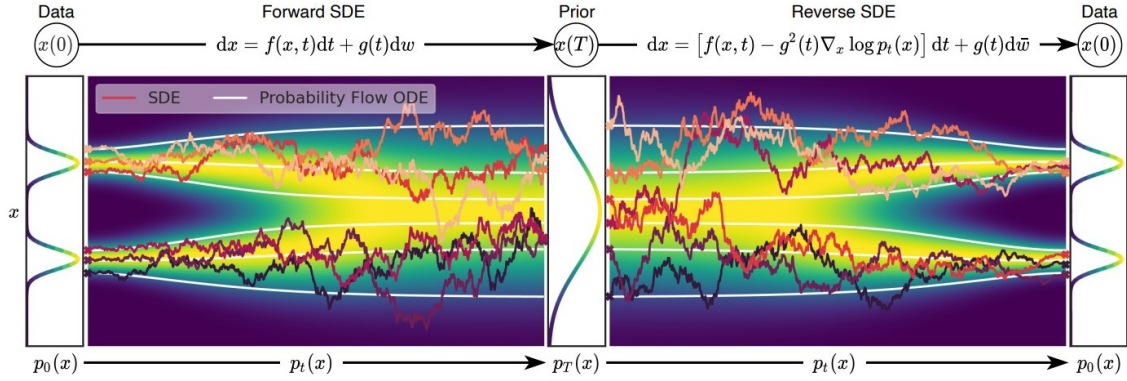 Data Forward SDE Prior Reverse SDE Data
x(0) dx = f(x, t)dt + g(t)dw x(T) dx = [f(x, t) − g²(t)∇ₓ log pₜ(x)] dt + g(t)dw̄ x(0)
SDE Probability Flow ODE
x
p₀(x) pₜ(x) p_T(x) pₜ(x) p₀(x)